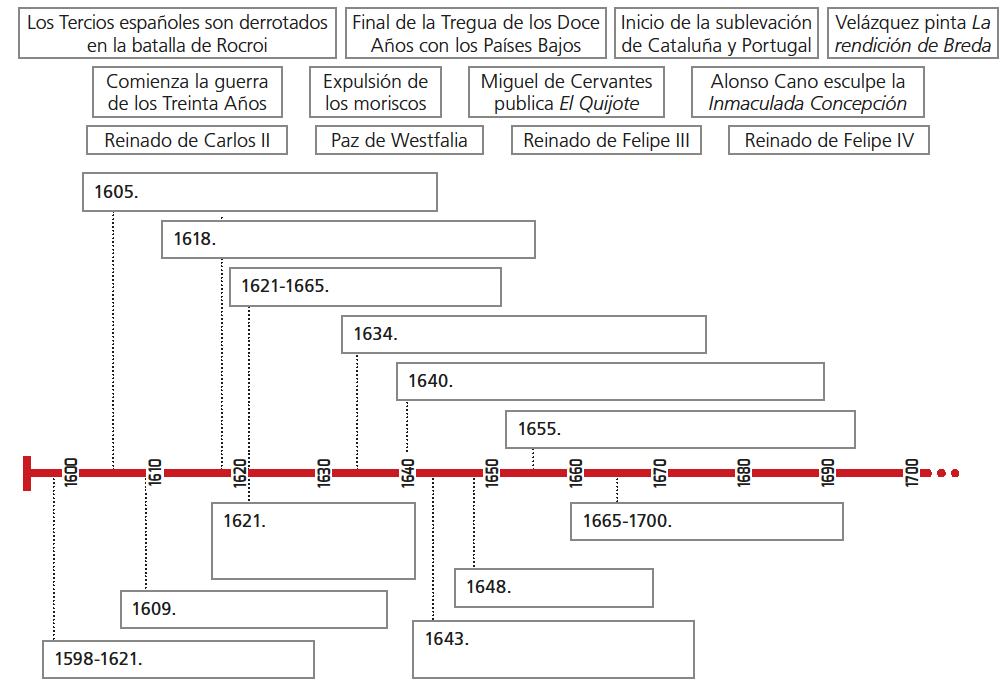 Los Tercios españoles son derrotados
en la batalla de Rocroi
Final de la Tregua de los Doce
Años con los Países Bajos
Inicio de la sublevación
de Cataluña y Portugal
Velázquez pinta La
rendición de Breda
Comienza la guerra
de los Treinta Años
Expulsión de
los moriscos
Miguel de Cervantes
publica El Quijote
Alonso Cano esculpe la
Inmaculada Concepción
Reinado de Carlos II
Paz de Westfalia
Reinado de Felipe III
Reinado de Felipe IV
1605.
1618.
1621-1665.
1634.
1640.
1655.
1600
1610
1620
1630
1640
1650
1660
1670
1680
1690
1700
1621.
1665-1700.
1648.
1609.
1643.
1598-1621.